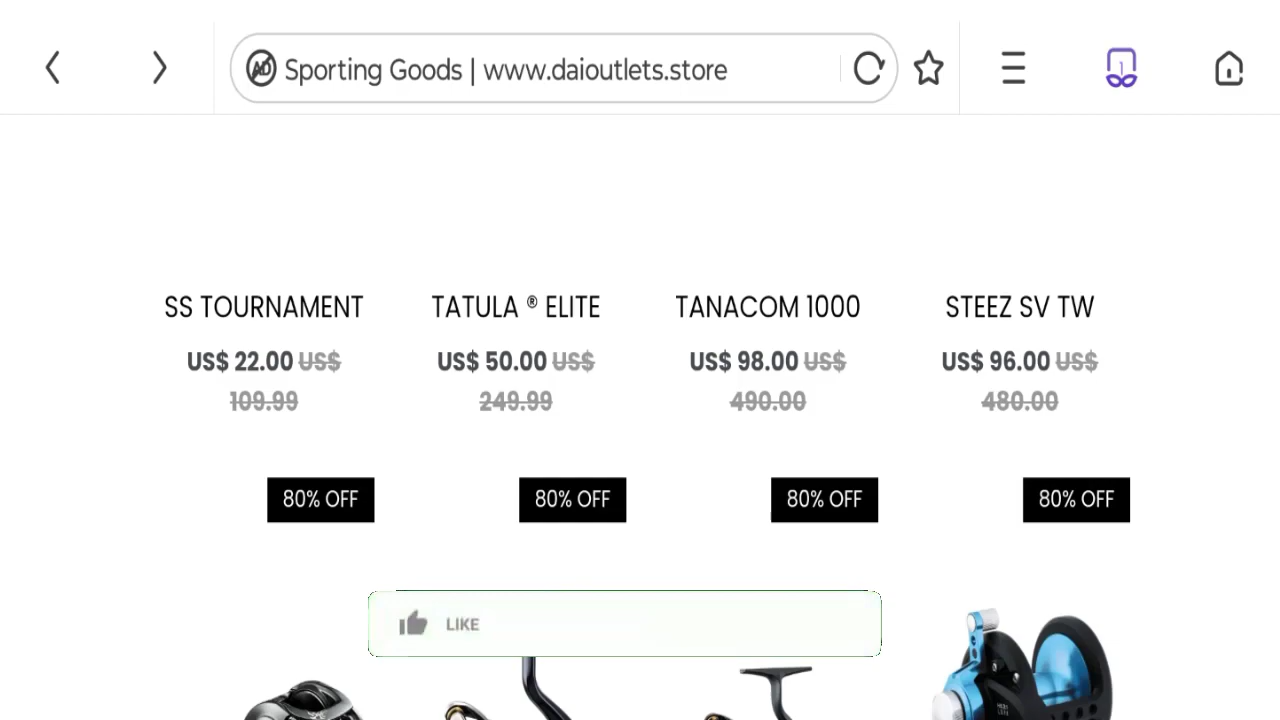 Sporting Goods | www.daioutlets.store
SS TOURNAMENT
TATULA ® ELITE
TANACOM 1000
STEEZ SV TW
US$ 22.00 US$ 109.99
US$ 50.00 US$ 249.99
US$ 98.00 US$ 490.00
US$ 96.00 US$ 480.00
80% OFF
80% OFF
80% OFF
80% OFF
LIKE